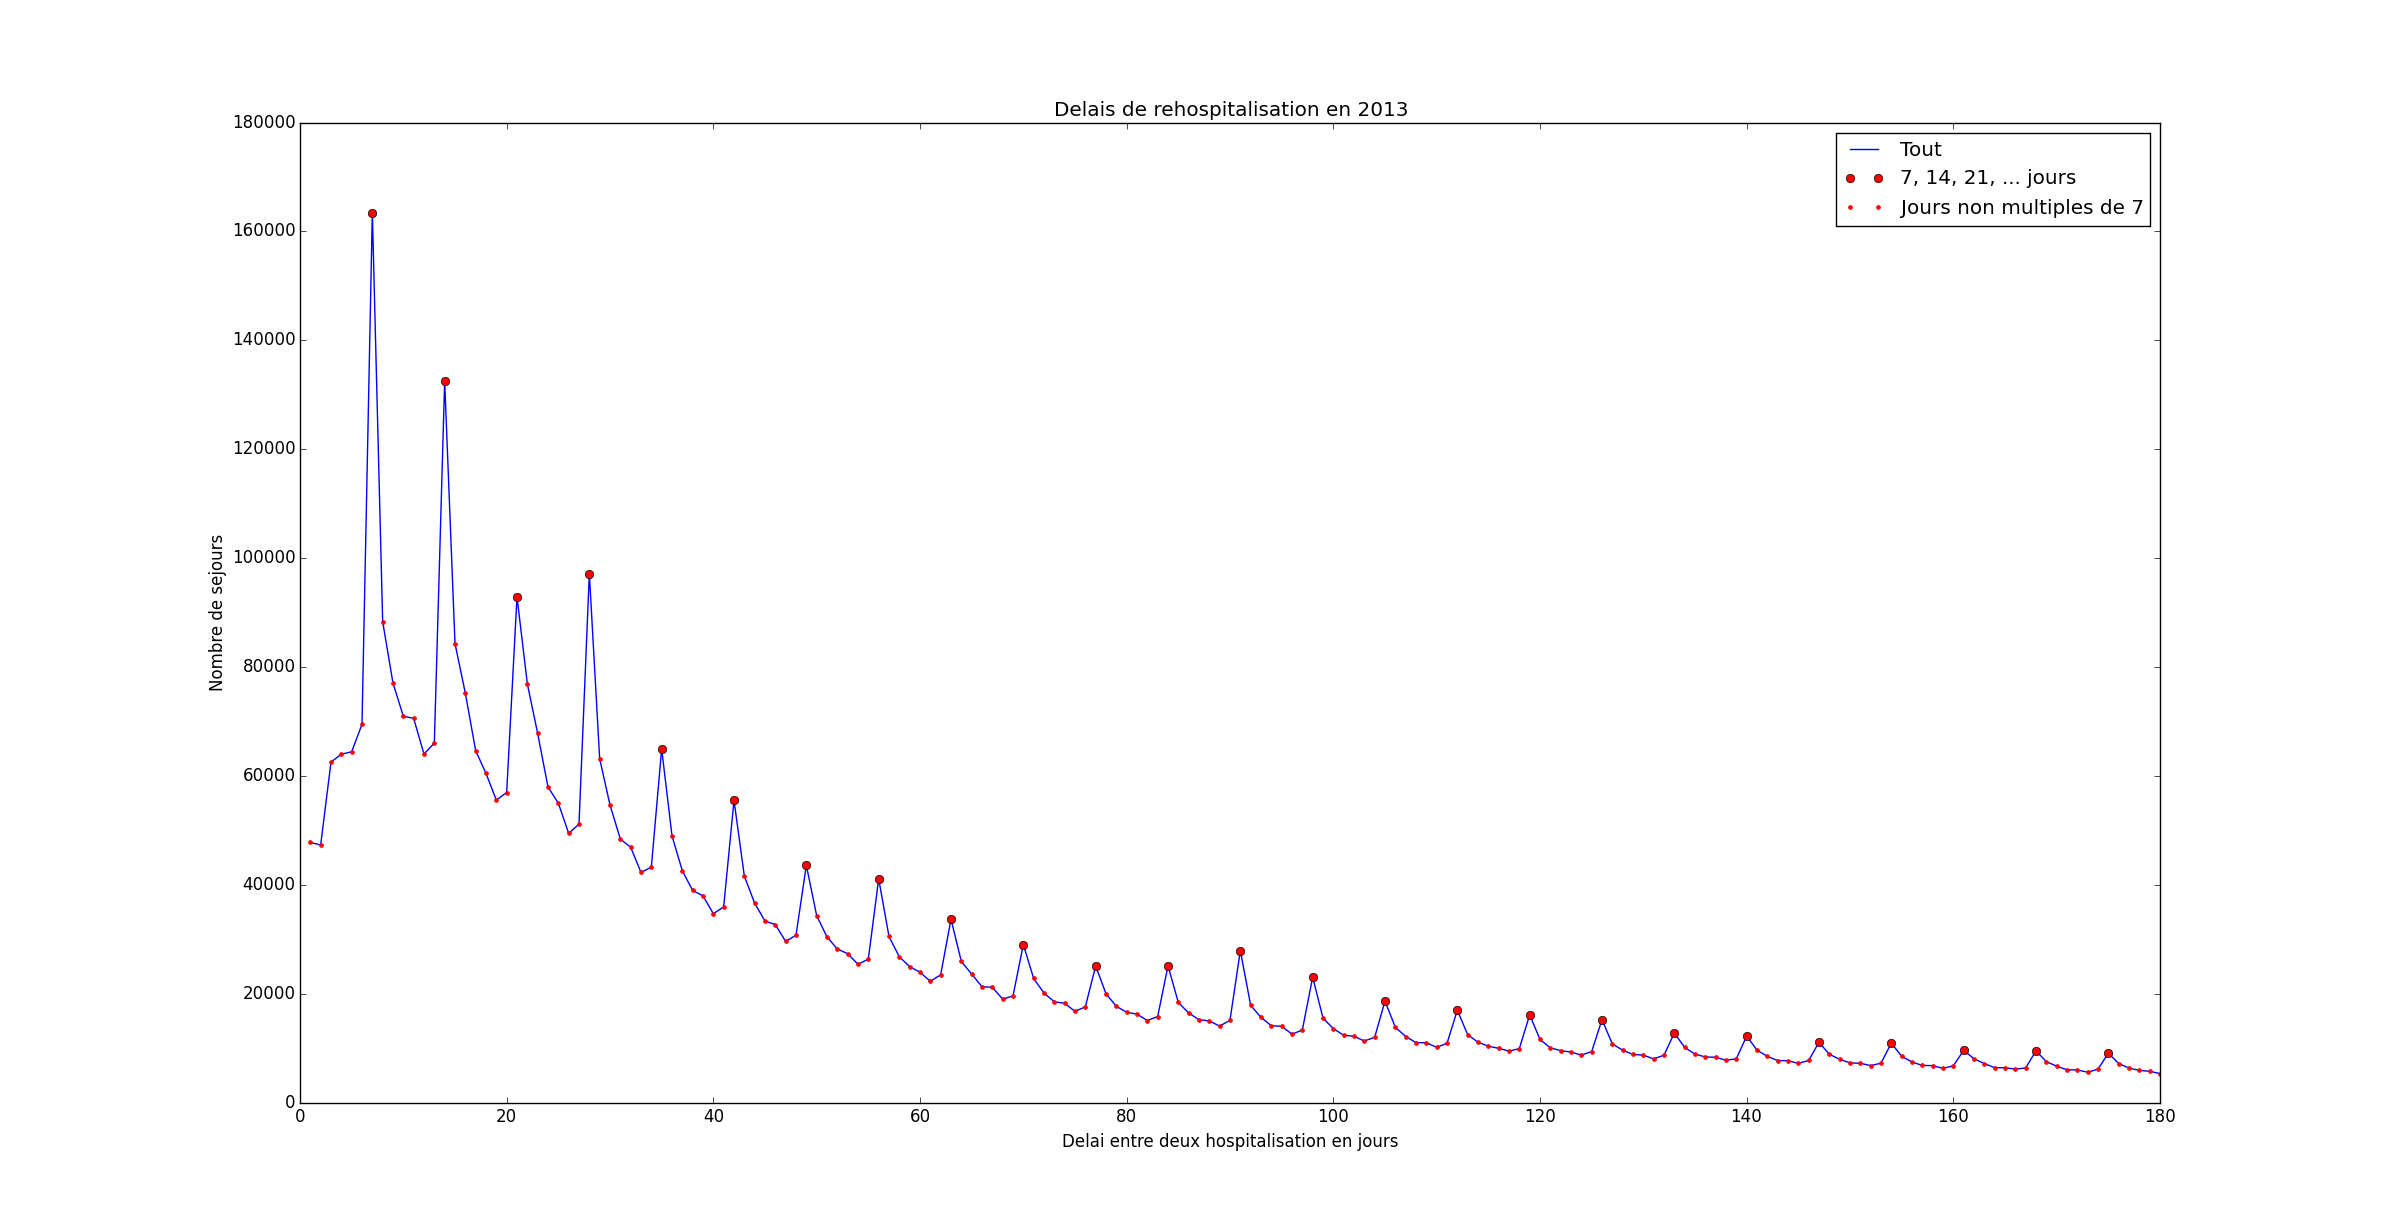 Delais de rehospitalisation en 2013
180000
160000
140000
120000
100000
80000
60000
40000
20000
0
Nombre de sejours
Tout
7, 14, 21, ... jours
Jours non multiples de 7
0 20 40 60 80 100 120 140 160 180
Delai entre deux hospitalisation en jours